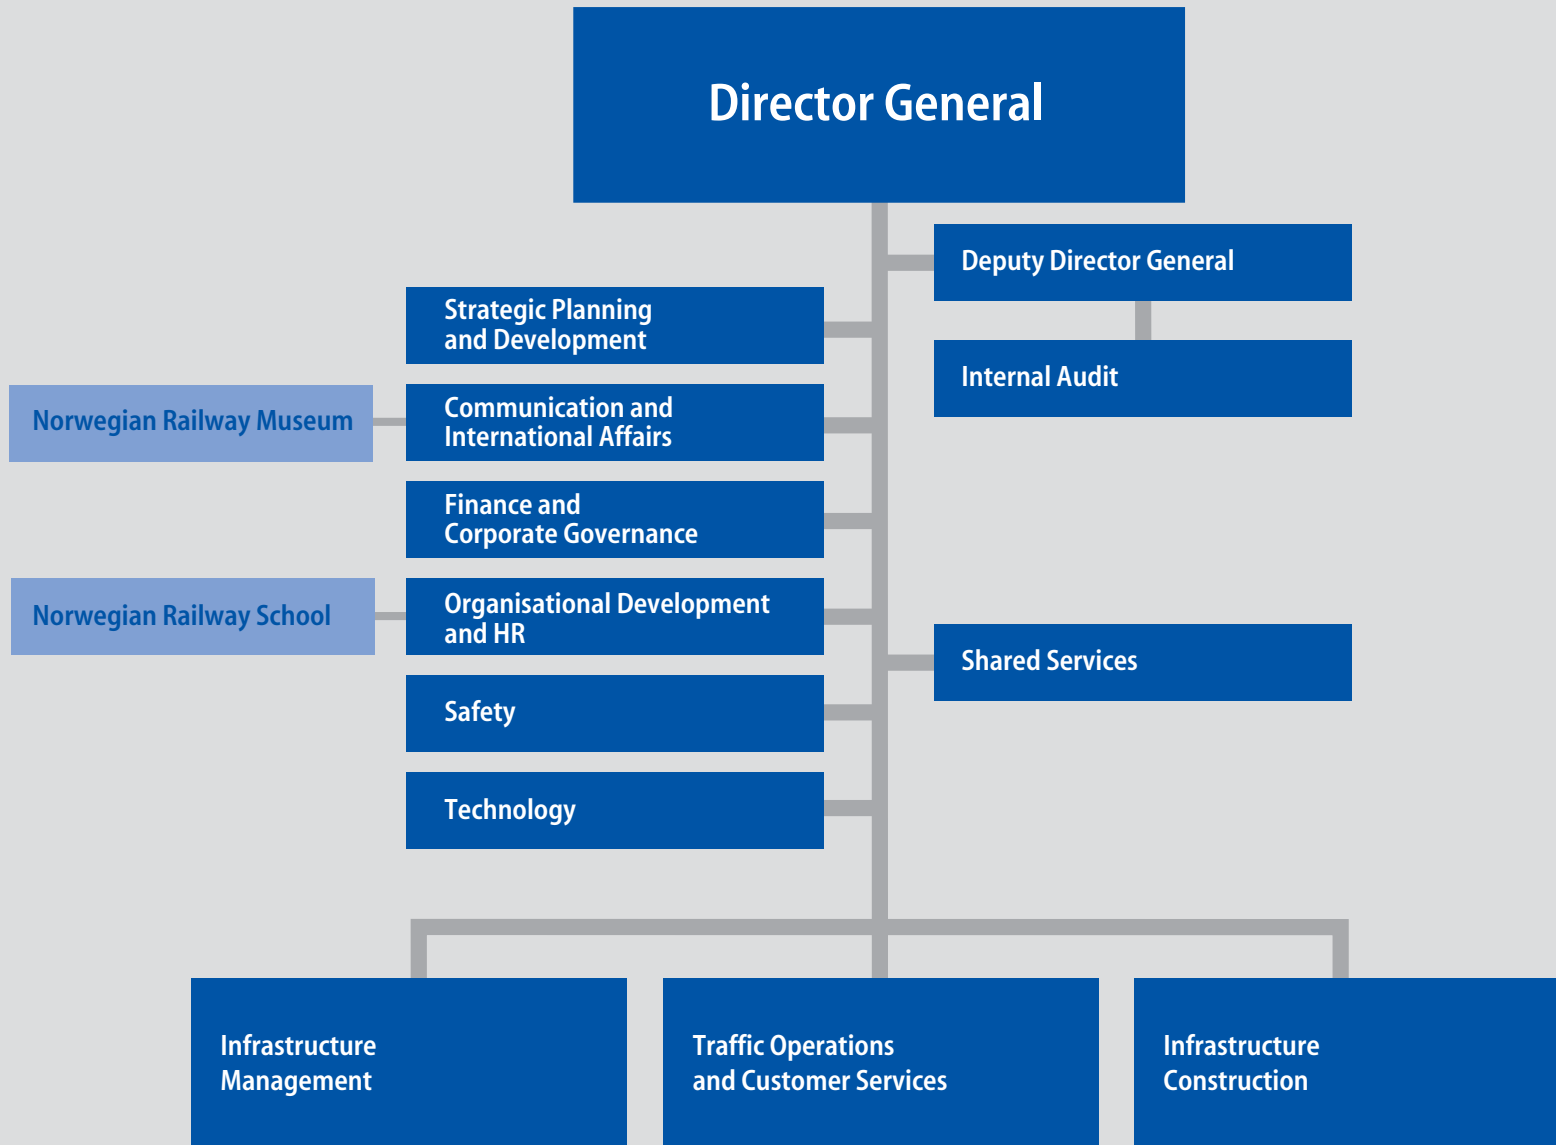 Director General
Deputy Director General
Strategic Planning
and Development
Internal Audit
Norwegian Railway Museum
Communication and
International Affairs
Finance and
Corporate Governance
Norwegian Railway School
Organisational Development
and HR
Shared Services
Safety
Technology
Infrastructure
Management
Traffic Operations
and Customer Services
Infrastructure
Construction